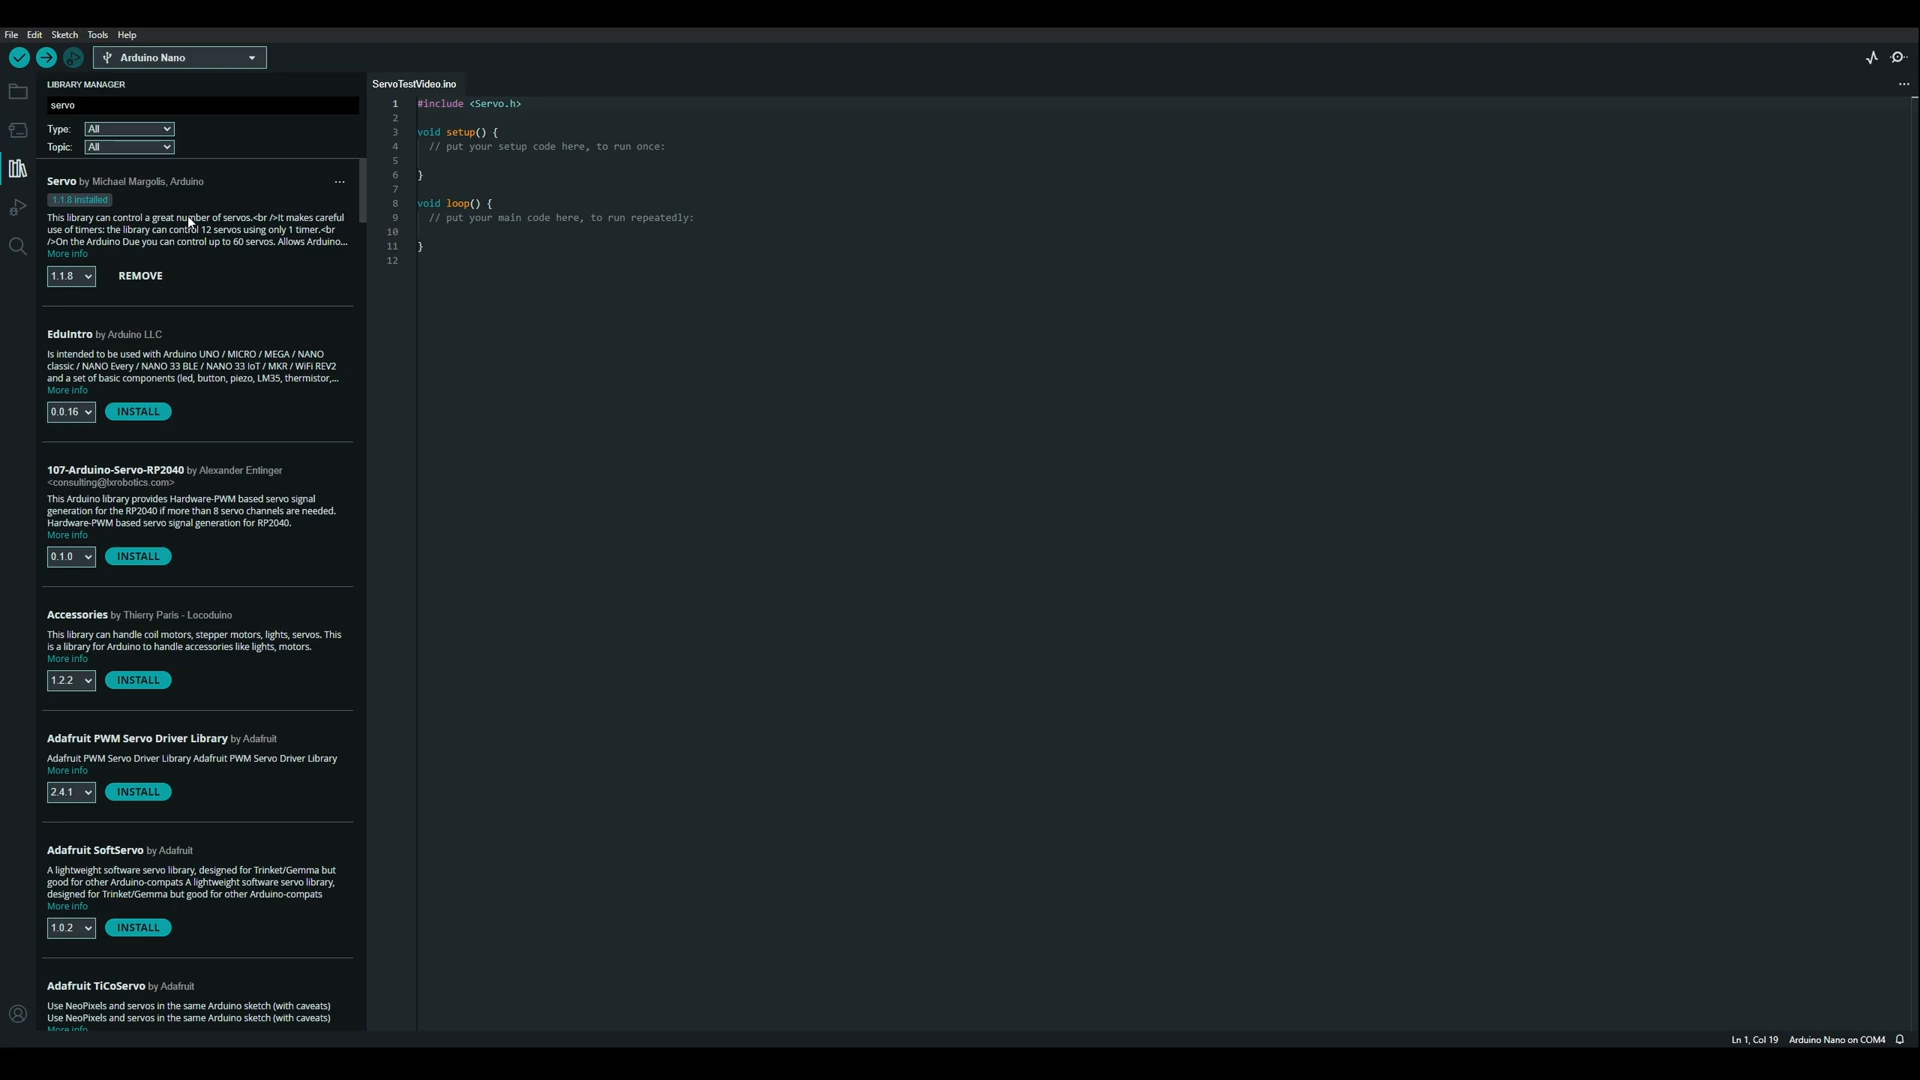 File Edit Sketch Tools Help
Arduino Nano
LIBRARY MANAGER
servo
Type: All
Topic: All
Servo by Michael Margolis, Arduino
1.1.8 installed
This library can control a great number of servos.<br />It makes careful
use of timers: the library can control 12 servos using only 1 timer.<br
/>On the Arduino Due you can control up to 60 servos. Allows Arduino...
More info
1.1.8 REMOVE
EduIntro by Arduino LLC
Is intended to be used with Arduino UNO / MICRO / MEGA / NANO
classic / NANO Every / NANO 33 BLE / NANO 33 IoT / MKR / WiFi REV2
and a set of basic components (led, button, piezo, LM35, thermistor,...
More info
0.0.16 INSTALL
107-Arduino-Servo-RP2040 by Alexander Entinger
<consulting@lxrobotics.com>
This Arduino library provides Hardware-PWM based servo signal
generation for the RP2040 if more than 8 servo channels are needed.
Hardware-PWM based servo signal generation for RP2040.
More info
0.1.0 INSTALL
Accessories by Thierry Paris - Locoduino
This library can handle coil motors, stepper motors, lights, servos. This
is a library for Arduino to handle accessories like lights, motors.
More info
1.2.2 INSTALL
Adafruit PWM Servo Driver Library by Adafruit
Adafruit PWM Servo Driver Library Adafruit PWM Servo Driver Library
More info
2.4.1 INSTALL
Adafruit SoftServo by Adafruit
A lightweight software servo library, designed for Trinket/Gemma but
good for other Arduino-compats A lightweight software servo library,
designed for Trinket/Gemma but good for other Arduino-compats
More info
1.0.2 INSTALL
Adafruit TiCoServo by Adafruit
Use NeoPixels and servos in the same Arduino sketch (with caveats)
Use NeoPixels and servos in the same Arduino sketch (with caveats)
More info
ServoTestVideo.ino
1 #include <Servo.h>
2
3 void setup() {
4 // put your setup code here, to run once:
5
6 }
7
8 void loop() {
9 // put your main code here, to run repeatedly:
10
11 }
12
Ln 1, Col 19 Arduino Nano on COM4